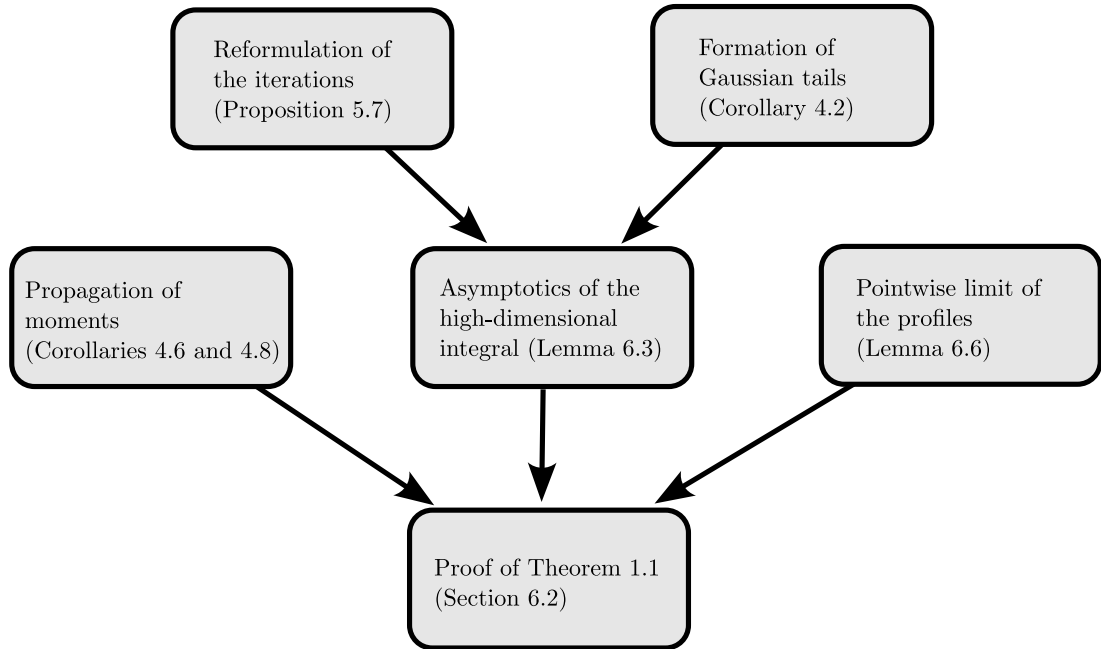 Reformulation of
the iterations
(Proposition 5.7)
Formation of
Gaussian tails
(Corollary 4.2)
Propagation of
moments
(Corollaries 4.6 and 4.8)
Asymptotics of the
high-dimensional
integral (Lemma 6.3)
Pointwise limit of
the profiles
(Lemma 6.6)
Proof of Theorem 1.1
(Section 6.2)